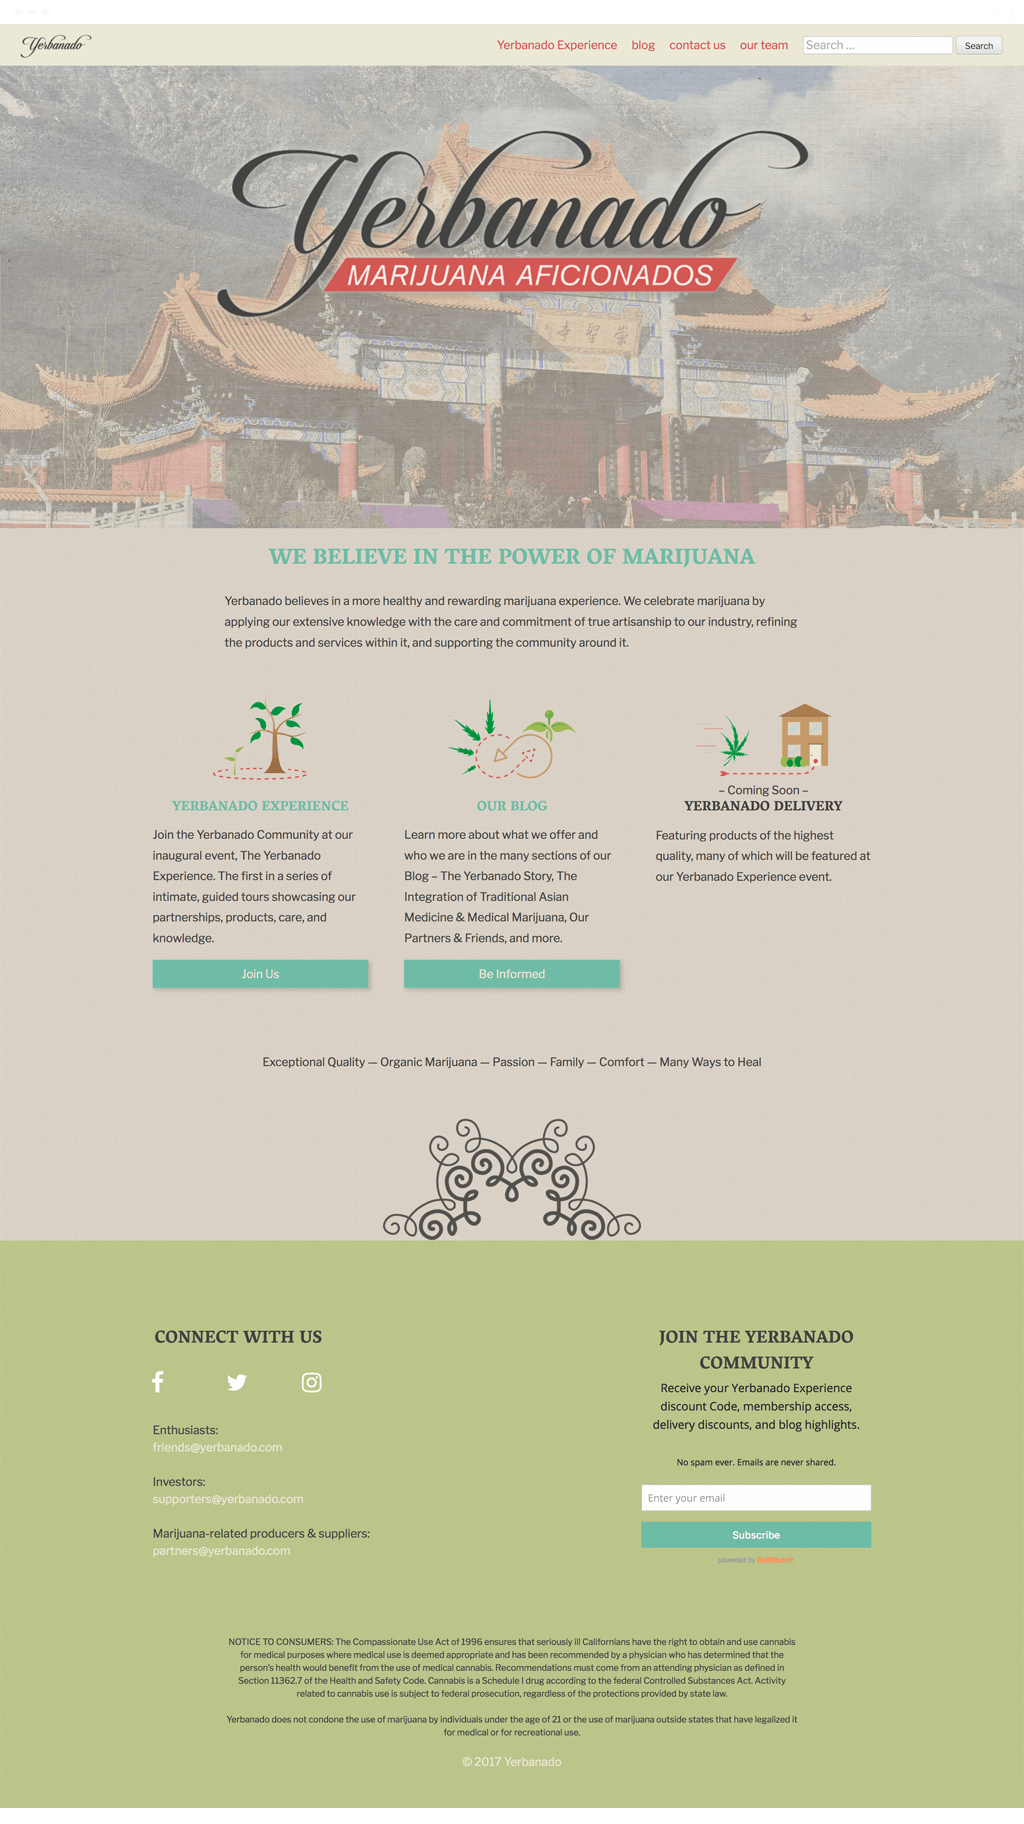 Yerbanado
Yerbanado Experience blog contact us our team Search ... Search
Yerbanado
MARIJUANA AFICIONADOS
崇聖寺
WE BELIEVE IN THE POWER OF MARIJUANA
Yerbanado believes in a more healthy and rewarding marijuana experience. We celebrate marijuana by
applying our extensive knowledge with the care and commitment of true artisanship to our industry, refining
the products and services within it, and supporting the community around it.
YERBANADO EXPERIENCE
Join the Yerbanado Community at our
inaugural event, The Yerbanado
Experience. The first in a series of
intimate, guided tours showcasing our
partnerships, products, care, and
knowledge.
Join Us
OUR BLOG
Learn more about what we offer and
who we are in the many sections of our
Blog – The Yerbanado Story, The
Integration of Traditional Asian
Medicine & Medical Marijuana, Our
Partners & Friends, and more.
Be Informed
– Coming Soon –
YERBANADO DELIVERY
Featuring products of the highest
quality, many of which will be featured at
our Yerbanado Experience event.
Exceptional Quality — Organic Marijuana — Passion — Family — Comfort — Many Ways to Heal
CONNECT WITH US
Enthusiasts:
friends@yerbanado.com
Investors:
supporters@yerbanado.com
Marijuana-related producers & suppliers:
partners@yerbanado.com
JOIN THE YERBANADO
COMMUNITY
Receive your Yerbanado Experience
discount Code, membership access,
delivery discounts, and blog highlights.
No spam ever. Emails are never shared.
Enter your email
Subscribe
powered by
NOTICE TO CONSUMERS: The Compassionate Use Act of 1996 ensures that seriously ill Californians have the right to obtain and use cannabis
for medical purposes where medical use is deemed appropriate and has been recommended by a physician who has determined that the
person's health would benefit from the use of medical cannabis. Recommendations must come from an attending physician as defined in
Section 11362.7 of the Health and Safety Code. Cannabis is a Schedule I drug according to the federal Controlled Substances Act. Activity
related to cannabis use is subject to federal prosecution, regardless of the protections provided by state law.
Yerbanado does not condone the use of marijuana by individuals under the age of 21 or the use of marijuana outside states that have legalized it
for medical or for recreational use.
© 2017 Yerbanado